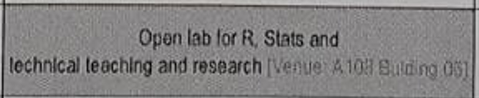 Open lab for R, Stats and
technical teaching and research [Venue: A108 Building 06]